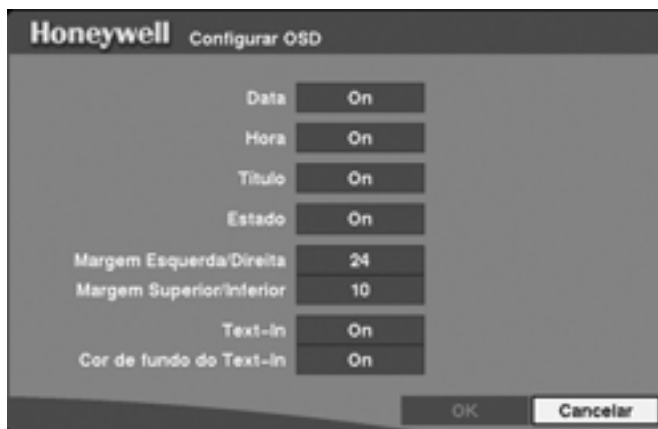 Honeywell Configurar OSD
Data On
Hora On
Título On
Estado On
Margem Esquerda/Direita 24
Margem Superior/Inferior 10
Text-In On
Cor de fundo do Text-In On
OK Cancelar